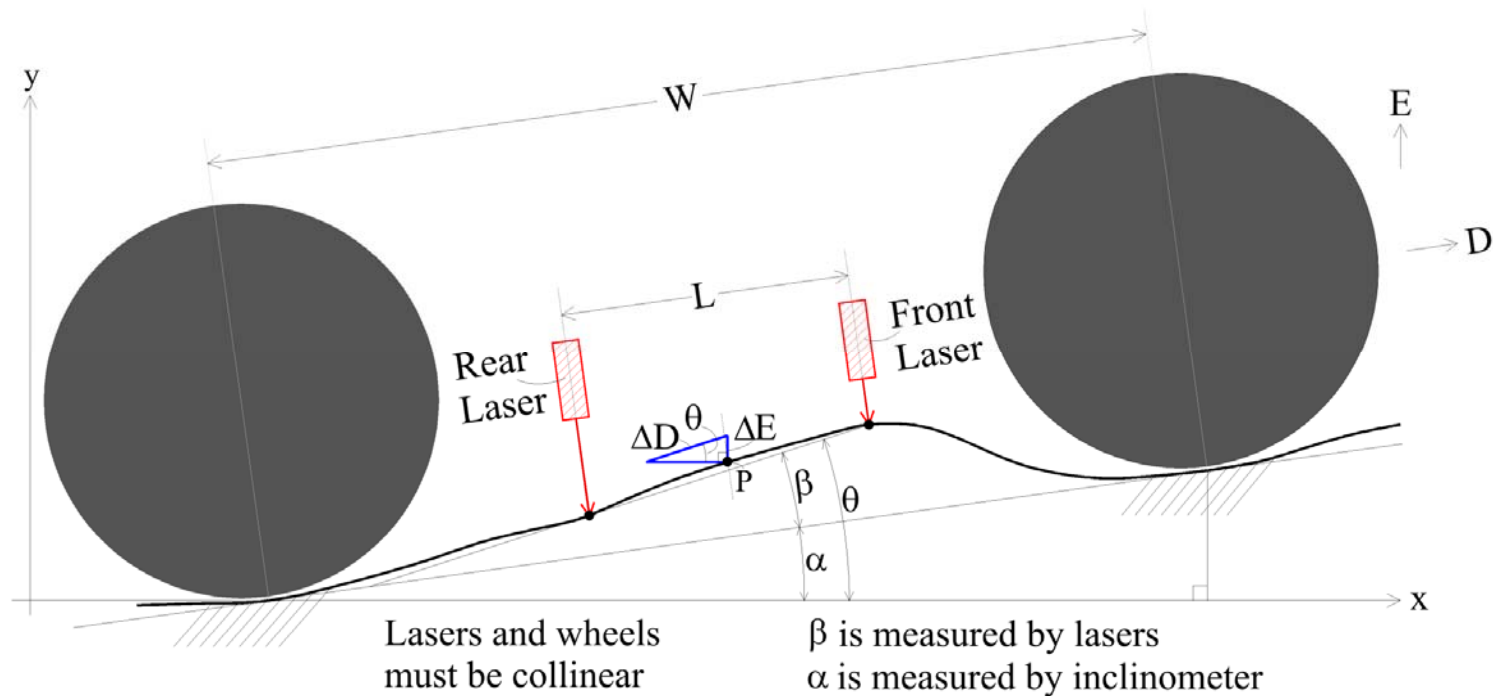 y
W
E
D
L
Rear
Laser
Front
Laser
θ
ΔD
ΔE
P
β
θ
α
x
Lasers and wheels
must be collinear
β is measured by lasers
α is measured by inclinometer